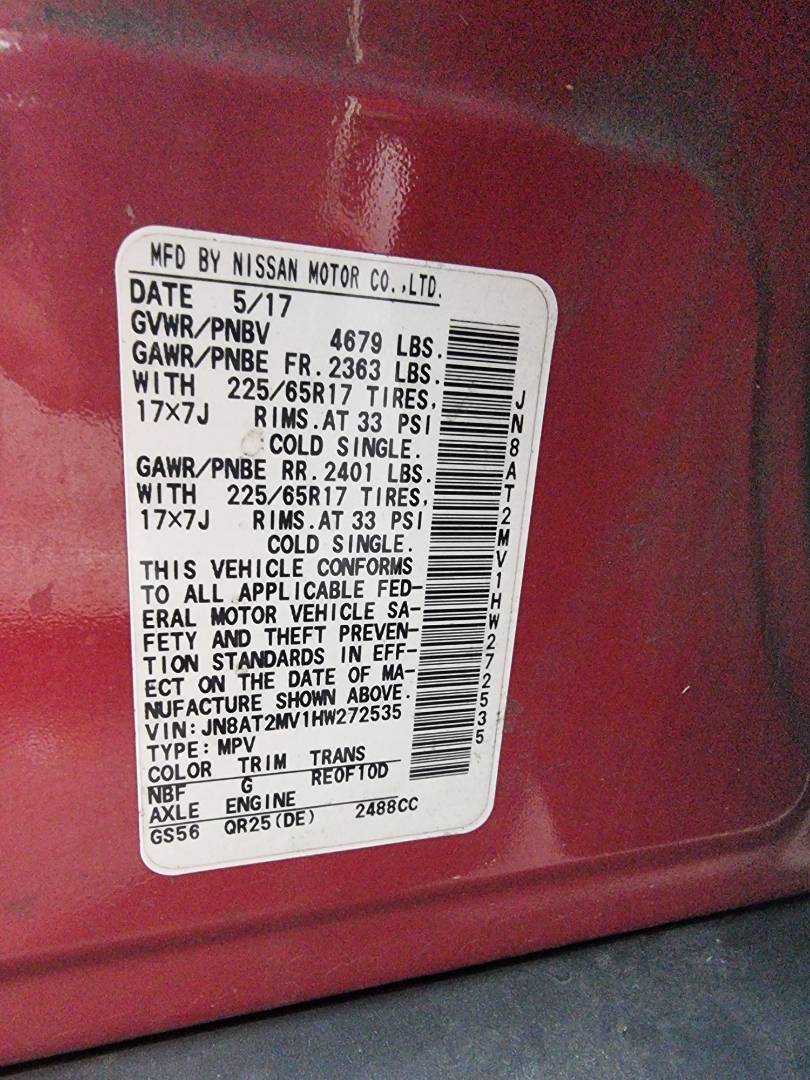 MFD BY NISSAN MOTOR CO.,LTD.
DATE 5/17
GVWR/PNBV 4679 LBS.
GAWR/PNBE FR. 2363 LBS.
WITH 225/65R17 TIRES,
17×7J RIMS.AT 33 PSI
COLD SINGLE.
GAWR/PNBE RR. 2401 LBS.
WITH 225/65R17 TIRES,
17×7J RIMS.AT 33 PSI
COLD SINGLE.
THIS VEHICLE CONFORMS
TO ALL APPLICABLE FED-
ERAL MOTOR VEHICLE SA-
FETY AND THEFT PREVEN-
TION STANDARDS IN EFF-
ECT ON THE DATE OF MA-
NUFACTURE SHOWN ABOVE.
VIN:JN8AT2MV1HW272535
TYPE:MPV
COLOR TRIM TRANS
NBF G RE0F10D
AXLE ENGINE
GS56 QR25(DE) 2488CC
JN8AT2MV1HW272535